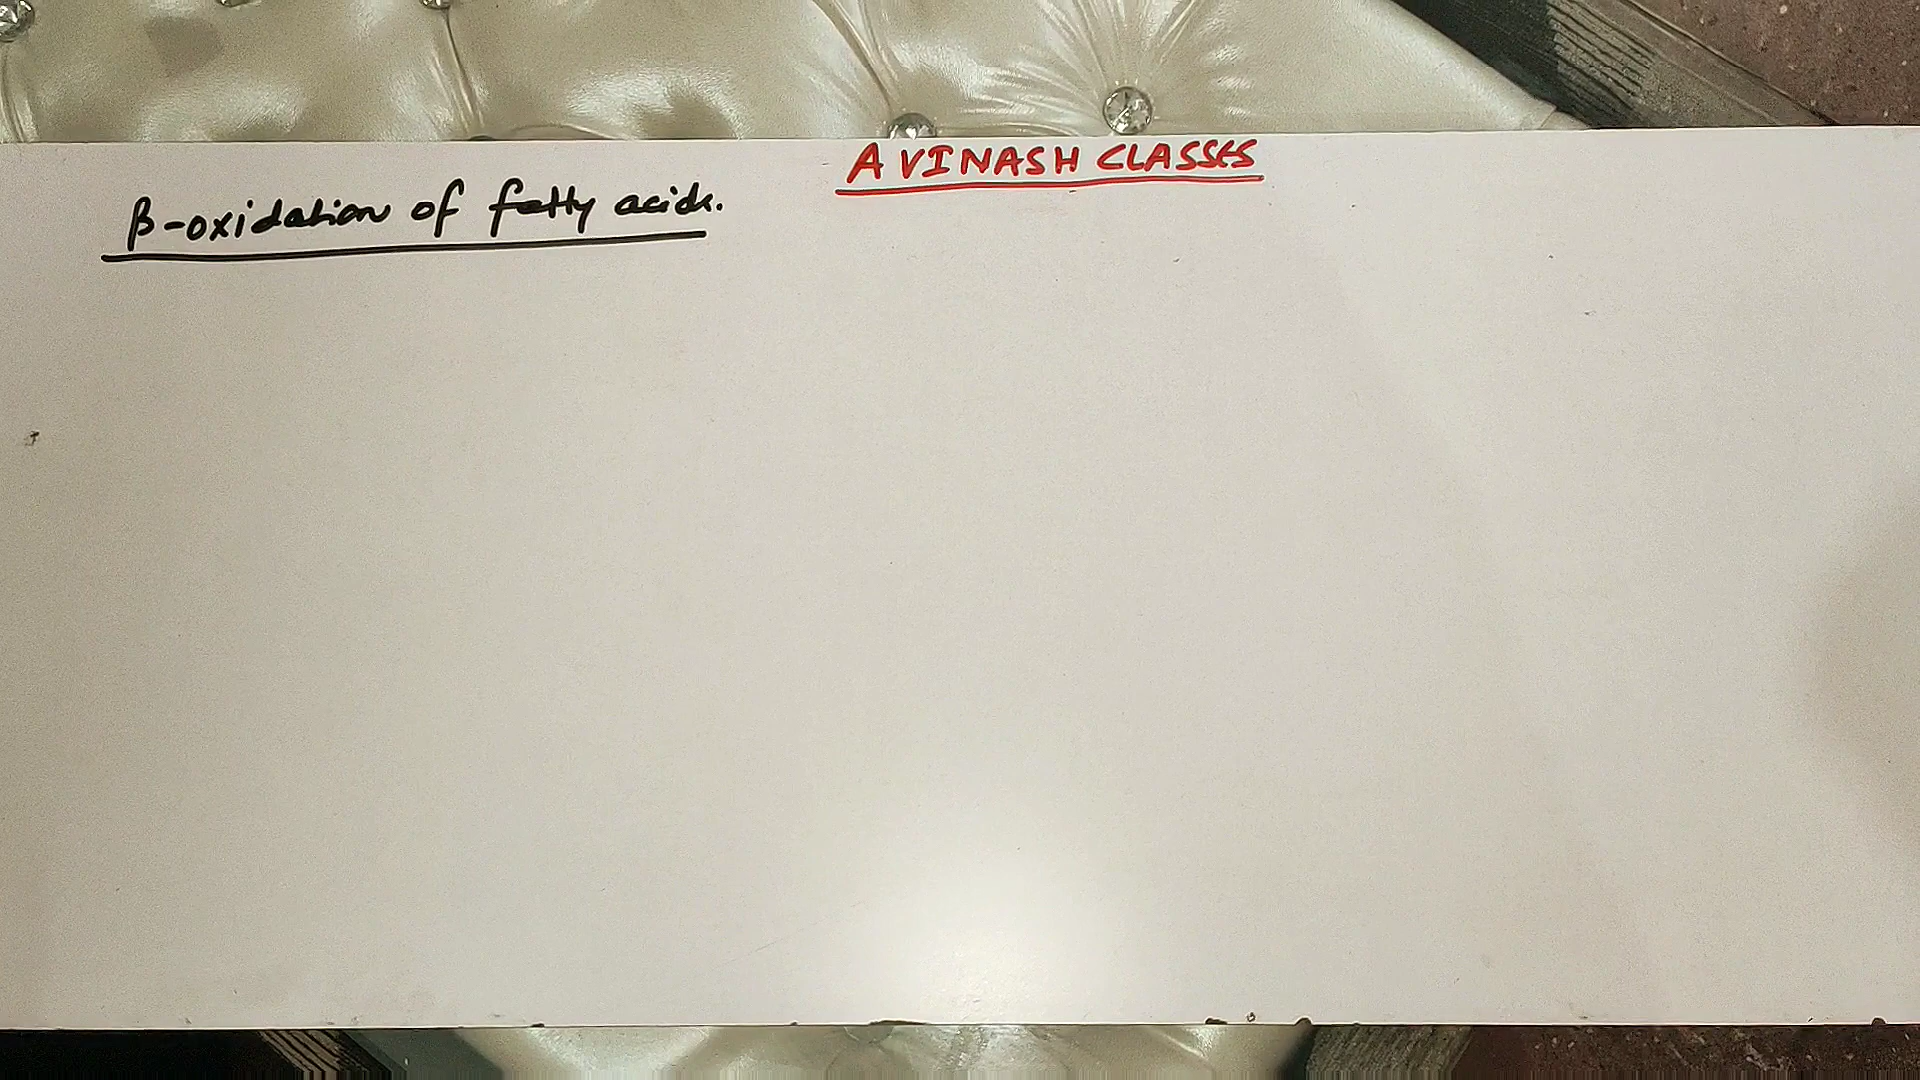 AVINASH CLASSES
β-oxidation of fatty acids.